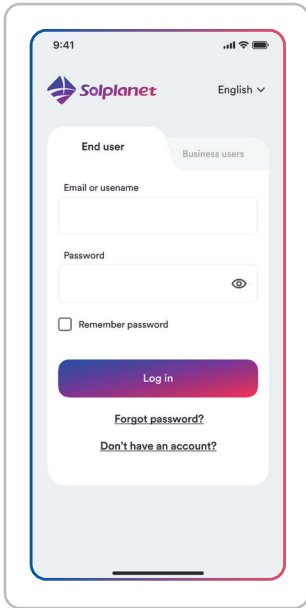 9:41
Solplanet
English
End user
Business users
Email or usename
Password
Remember password
Log in
Forgot password?
Don't have an account?